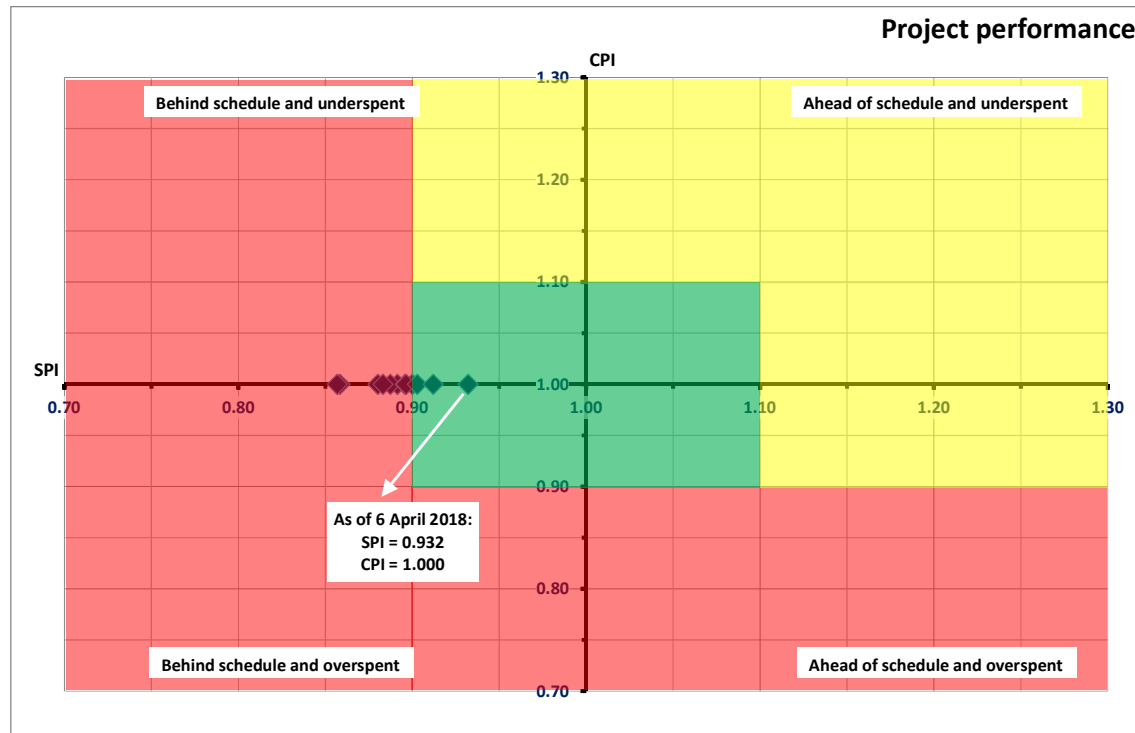 Project performance
CPI
1.30
Behind schedule and underspent
Ahead of schedule and underspent
1.20
1.10
SPI
1.00
0.70 0.80 0.90 1.00 1.10 1.20 1.30
0.90
As of 6 April 2018:
SPI = 0.932
CPI = 1.000
0.80
Behind schedule and overspent
Ahead of schedule and overspent
0.70